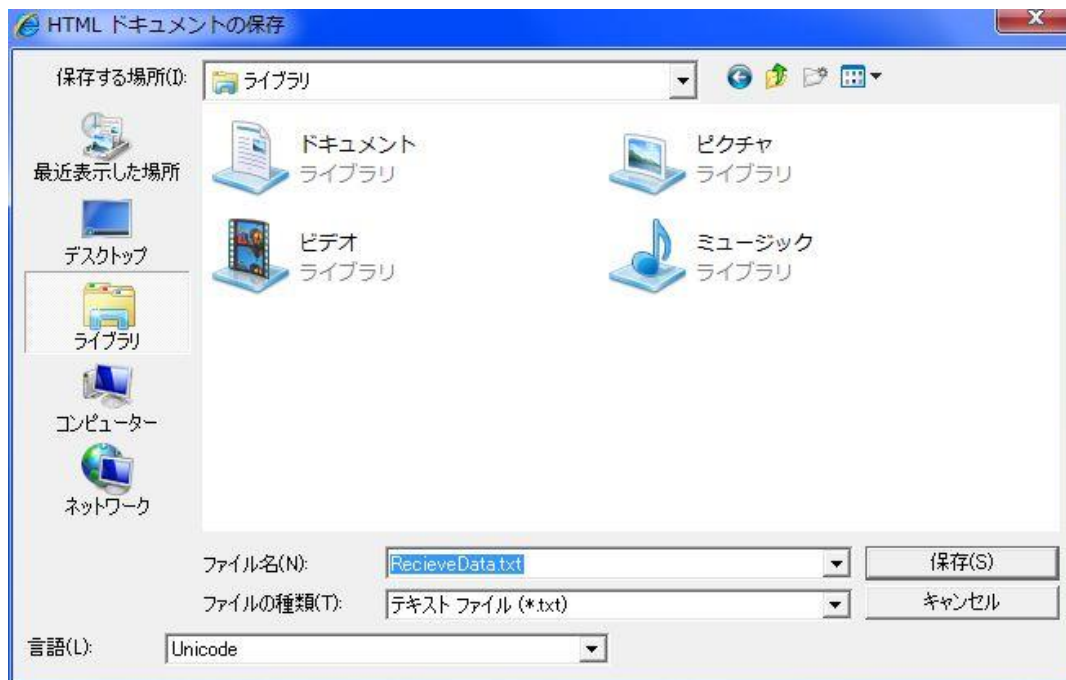 HTML ドキュメントの保存
保存する場所(I):
ライブラリ
最近表示した場所
デスクトップ
ライブラリ
コンピューター
ネットワーク
ドキュメント
ライブラリ
ピクチャ
ライブラリ
ビデオ
ライブラリ
ミュージック
ライブラリ
ファイル名(N):
RecieveData.txt
保存(S)
ファイルの種類(T):
テキスト ファイル (*.txt)
キャンセル
言語(L):
Unicode